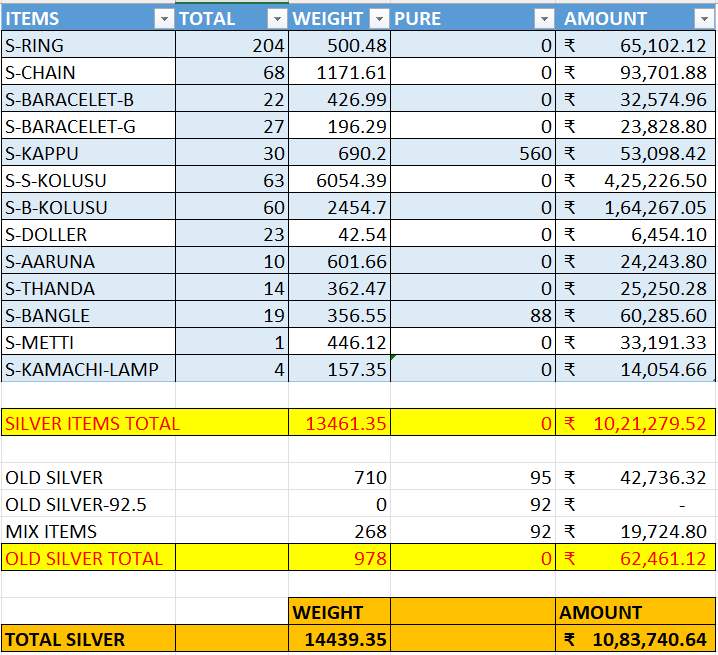 ITEMS TOTAL WEIGHT PURE AMOUNT
S-RING 204 500.48 0 ₹ 65,102.12
S-CHAIN 68 1171.61 0 ₹ 93,701.88
S-BARACELET-B 22 426.99 0 ₹ 32,574.96
S-BARACELET-G 27 196.29 0 ₹ 23,828.80
S-KAPPU 30 690.2 560 ₹ 53,098.42
S-S-KOLUSU 63 6054.39 0 ₹ 4,25,226.50
S-B-KOLUSU 60 2454.7 0 ₹ 1,64,267.05
S-DOLLER 23 42.54 0 ₹ 6,454.10
S-AARUNA 10 601.66 0 ₹ 24,243.80
S-THANDA 14 362.47 0 ₹ 25,250.28
S-BANGLE 19 356.55 88 ₹ 60,285.60
S-METTI 1 446.12 0 ₹ 33,191.33
S-KAMACHI-LAMP 4 157.35 0 ₹ 14,054.66
SILVER ITEMS TOTAL 13461.35 0 ₹ 10,21,279.52
OLD SILVER 710 95 ₹ 42,736.32
OLD SILVER-92.5 0 92 ₹ -
MIX ITEMS 268 92 ₹ 19,724.80
OLD SILVER TOTAL 978 0 ₹ 62,461.12
WEIGHT AMOUNT
TOTAL SILVER 14439.35 ₹ 10,83,740.64